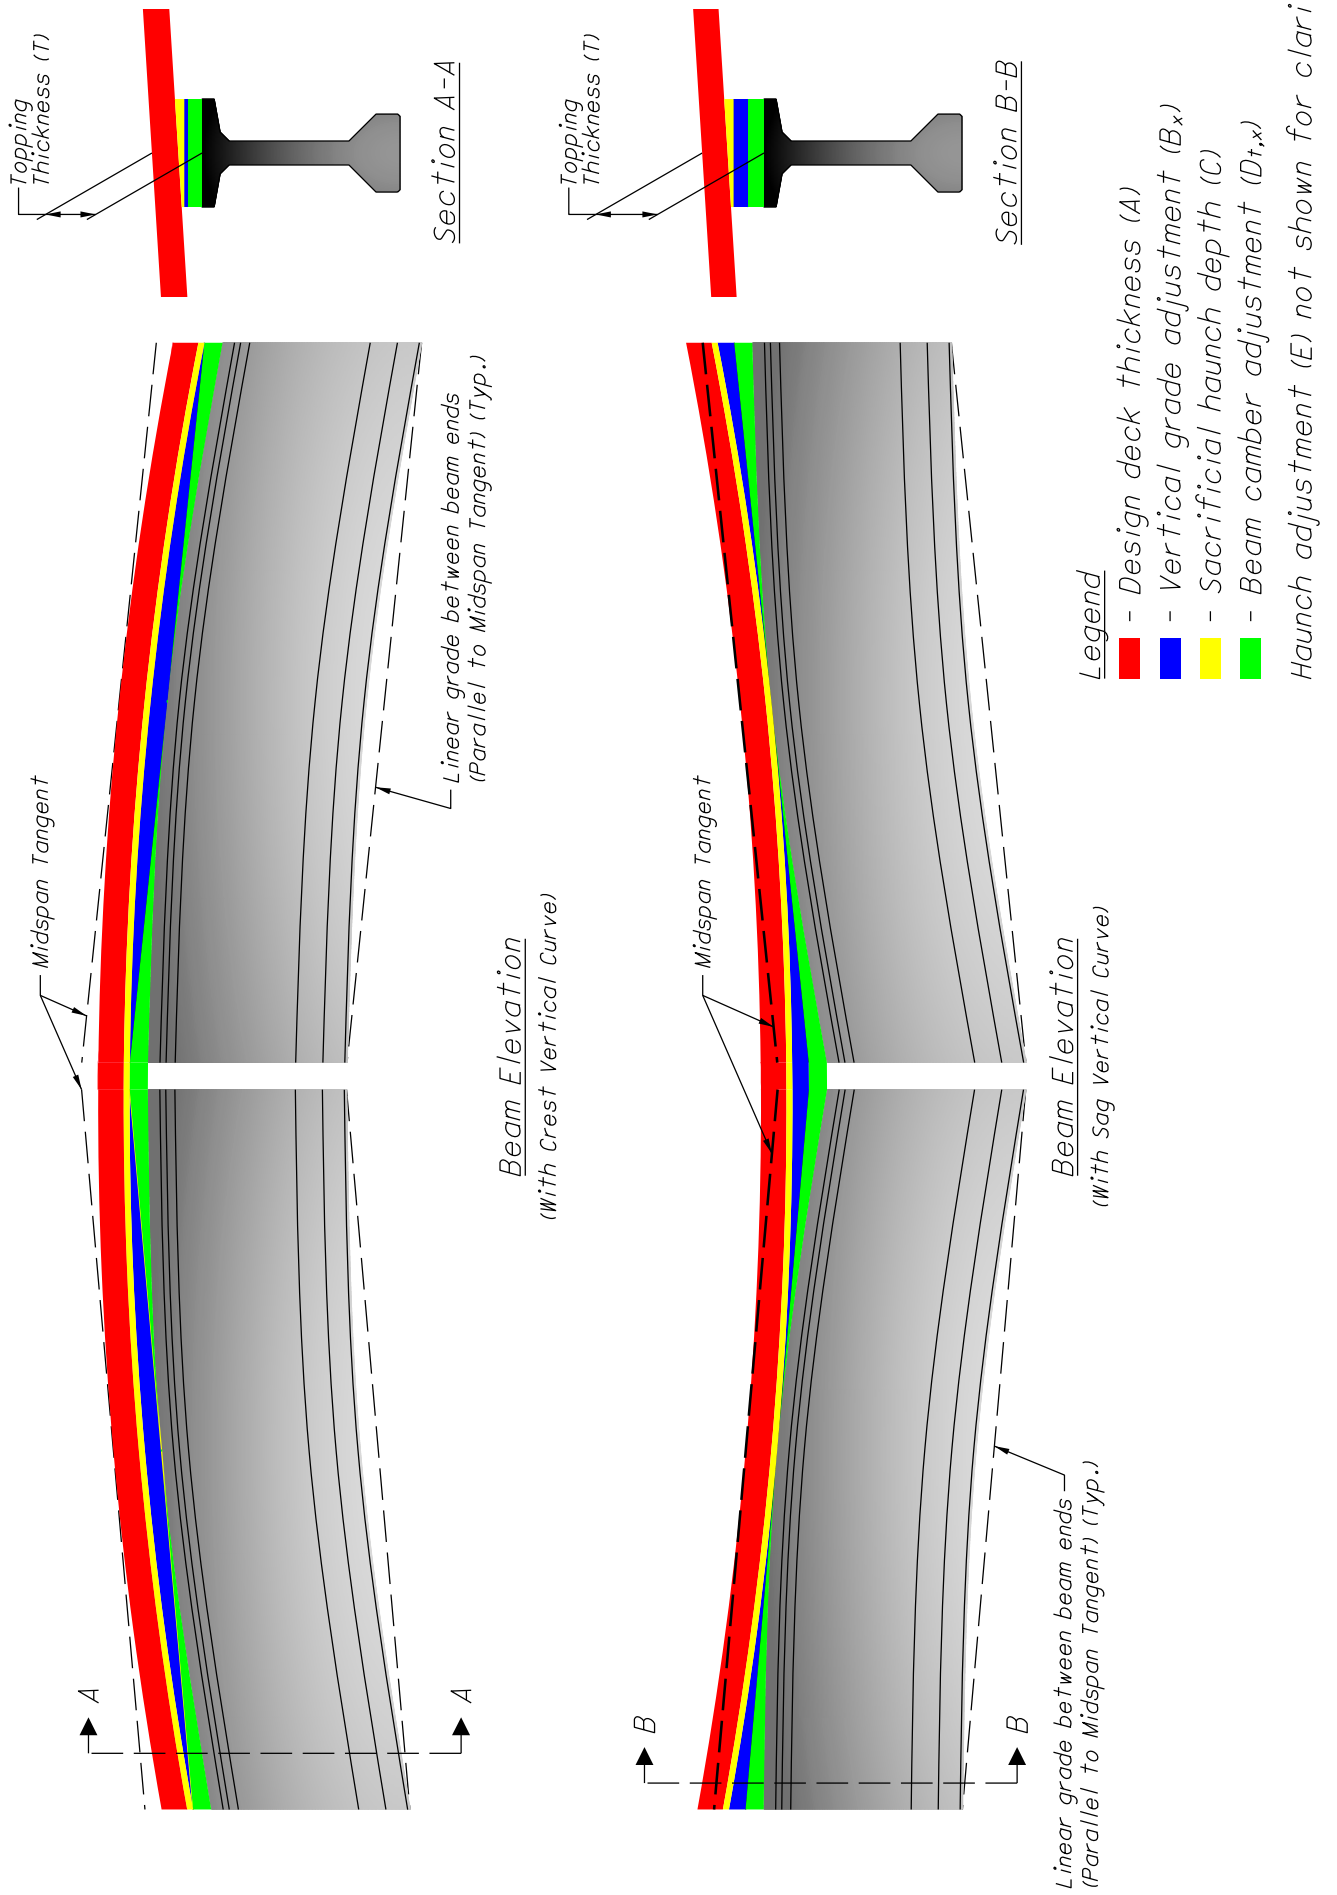 Topping
Thickness (T)
Section A-A
Midspan Tangent
Linear grade between beam ends
(Parallel to Midspan Tangent) (Typ.)
A
A
Beam Elevation
(With Crest Vertical Curve)
Topping
Thickness (T)
Section B-B
Midspan Tangent
B
B
Beam Elevation
(With Sag Vertical Curve)
Linear grade between beam ends
(Parallel to Midspan Tangent) (Typ.)
Legend
- Design deck thickness (A)
- Vertical grade adjustment (Bx)
- Sacrificial haunch depth (C)
- Beam camber adjustment (Dt,x)
Haunch adjustment (E) not shown for clari